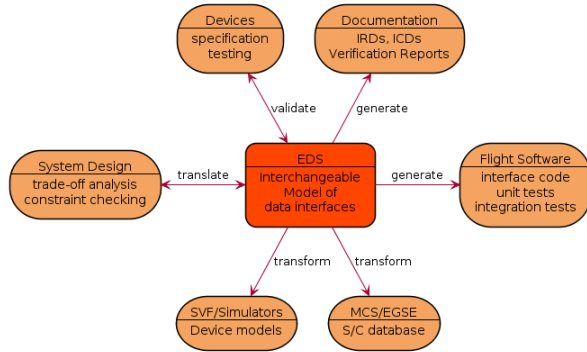 Devices
specification
testing
Documentation
IRDs, ICDs
Verification Reports
validate
generate
System Design
trade-off analysis
constraint checking
translate
EDS
Interchangeable
Model of
data interfaces
generate
Flight Software
interface code
unit tests
integration tests
transform
transform
SVF/Simulators
Device models
MCS/EGSE
S/C database